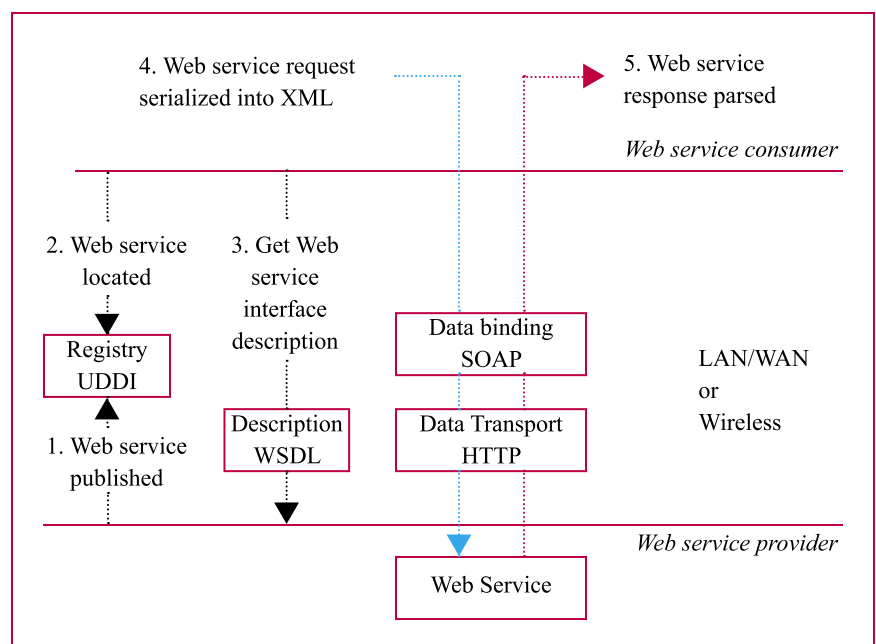 4. Web service request
serialized into XML
5. Web service
response parsed
Web service consumer
2. Web service
located
3. Get Web
service
interface
description
Registry
UDDI
Data binding
SOAP
LAN/WAN
or
Wireless
1. Web service
published
Description
WSDL
Data Transport
HTTP
Web service provider
Web Service